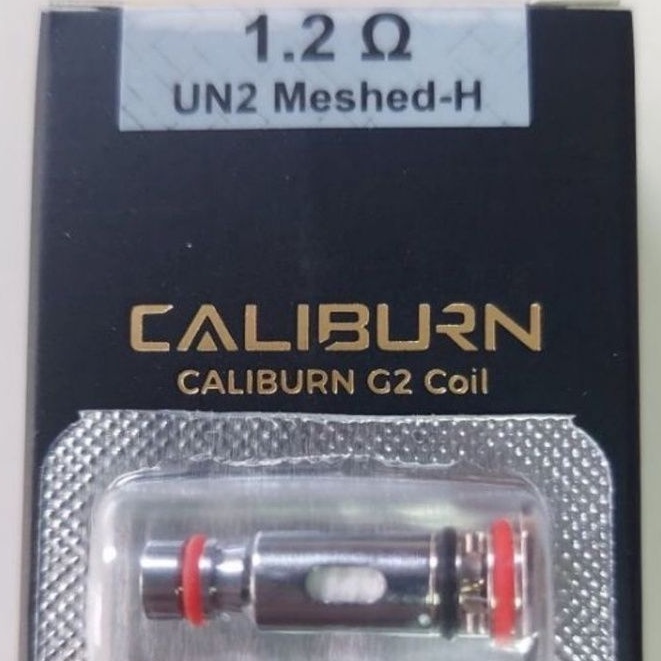 1.2 Ω
UN2 Meshed-H
CALIBURN
CALIBURN G2 Coil